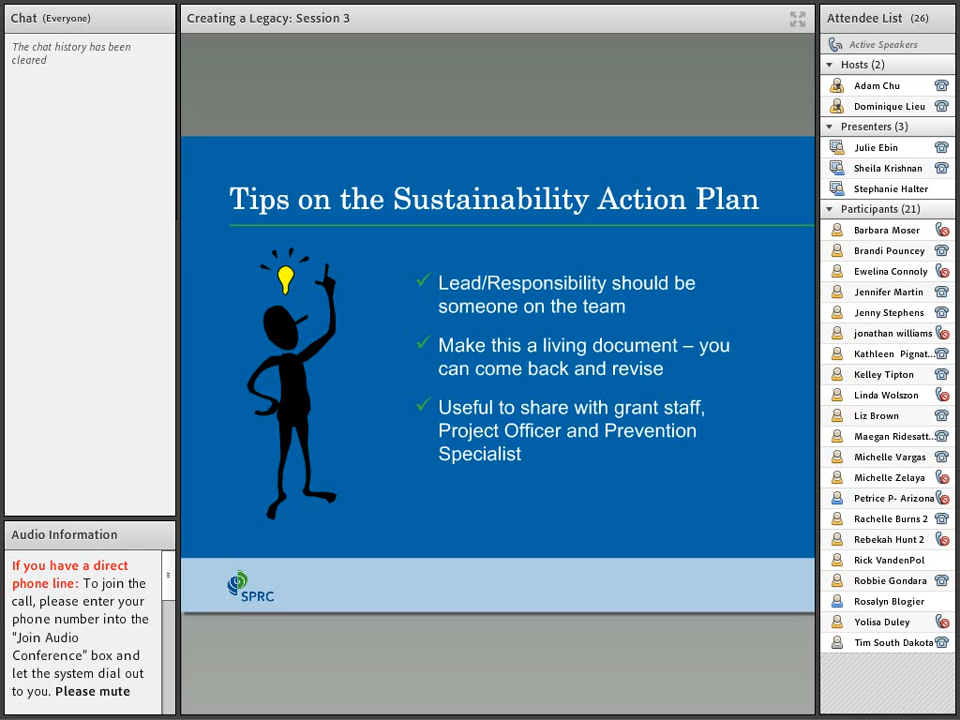 Chat (Everyone)
The chat history has been
cleared
Audio Information
If you have a direct
phone line: To join the
call, please enter your
phone number into the
"Join Audio
Conference" box and
let the system dial out
to you. Please mute
Creating a Legacy: Session 3
Tips on the Sustainability Action Plan
Lead/Responsibility should be
someone on the team
Make this a living document – you
can come back and revise
Useful to share with grant staff,
Project Officer and Prevention
Specialist
SPRC
Attendee List (26)
Active Speakers
Hosts (2)
Adam Chu
Dominique Lieu
Presenters (3)
Julie Ebin
Sheila Krishnan
Stephanie Halter
Participants (21)
Barbara Moser
Brandi Pouncey
Ewelina Connoly
Jennifer Martin
Jenny Stephens
jonathan williams
Kathleen Pignat...
Kelley Tipton
Linda Wolszon
Liz Brown
Maegan Ridesatt...
Michelle Vargas
Michelle Zelaya
Petrice P- Arizona
Rachelle Burns 2
Rebekah Hunt 2
Rick VandenPol
Robbie Gondara
Rosalyn Blogier
Yolisa Duley
Tim South Dakota